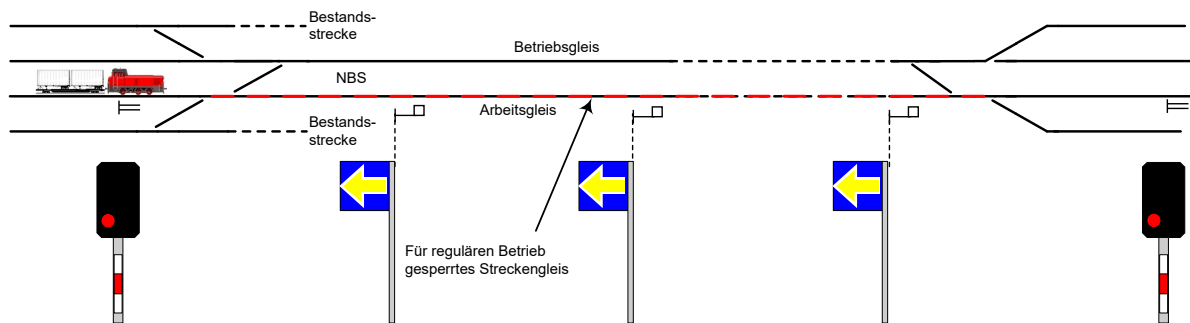 Bestands-
strecke
Betriebsgleis
NBS
Arbeitsgleis
Bestands-
strecke
Für regulären Betrieb
gesperrtes Streckengleis